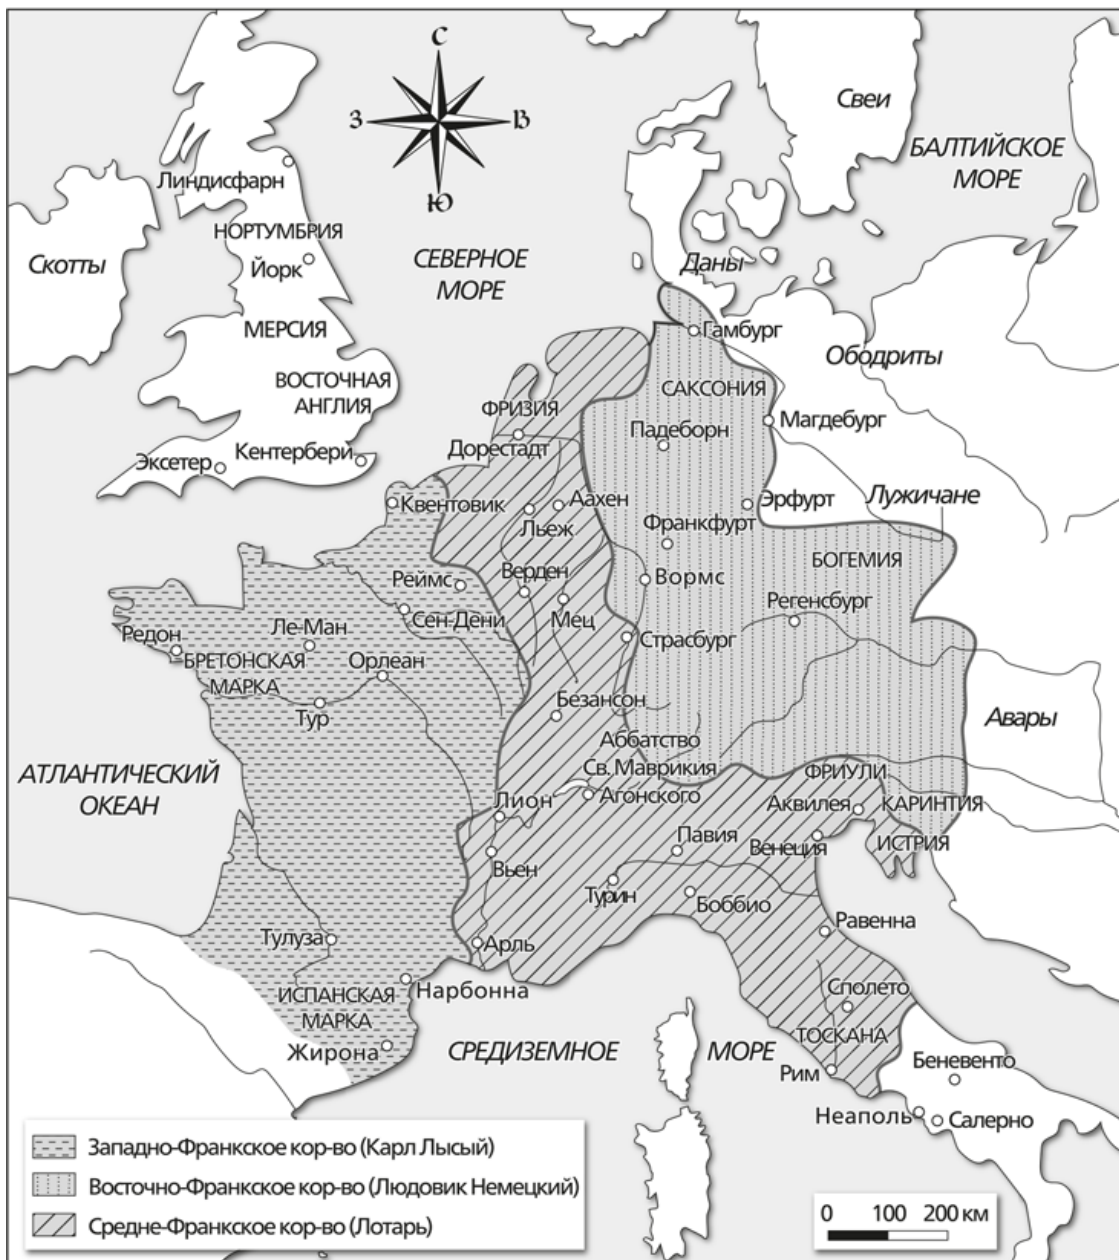 С
З
В
Ю
Свеи
БАЛТИЙСКОЕ
МОРЕ
Линдисфарн
НОРТУМБРИЯ
Йорк
Скотты
СЕВЕРНОЕ
МОРЕ
Даны
МЕРСИЯ
Гамбург
Ободриты
ВОСТОЧНАЯ
АНГЛИЯ
ФРИЗИЯ
САКСОНИЯ
Магдебург
Падеборн
Дорестадт
Кентербери
Эксетер
Квентовик
Аахен
Льеж
Эрфурт
Лужичане
Франкфурт
БОГЕМИЯ
Реймс
Верден
Вормс
Регенсбург
Сен-Дени
Мец
Страсбург
Редон
Ле-Ман
БРЕТОНСКАЯ
МАРКА
Орлеан
Тур
Безансон
Авары
Аббатство
Св. Маврикия
Агонского
АТЛАНТИЧЕСКИЙ
ОКЕАН
ФРИУЛИ
Аквилея
КАРИНТИЯ
Лион
Павия
Венеция
ИСТРИЯ
Вьен
Турин
Боббио
Равенна
Тулуза
Арль
Нарбонна
ИСПАНСКАЯ
МАРКА
Сполето
ТОСКАНА
Жирона
СРЕДИЗЕМНОЕ МОРЕ
Рим
Беневенто
Неаполь
Салерно
Западно-Франкское кор-во (Карл Лысый)
Восточно-Франкское кор-во (Людовик Немецкий)
Средне-Франкское кор-во (Лотарь)
0 100 200 км